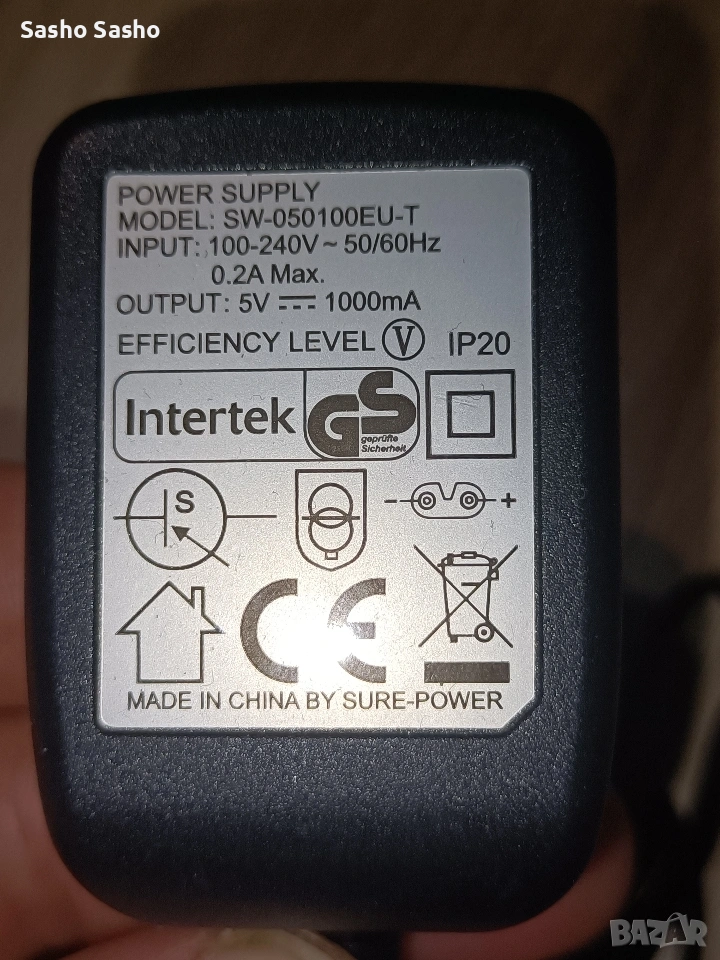 Sasho Sasho
POWER SUPPLY
MODEL: SW-050100EU-T
INPUT: 100-240V ~ 50/60Hz
0.2A Max.
OUTPUT: 5V ⎓ 1000mA
EFFICIENCY LEVEL V IP20
Intertek GS
geprüfte
Sicherheit
S
- +
CE
MADE IN CHINA BY SURE-POWER
BAZAR